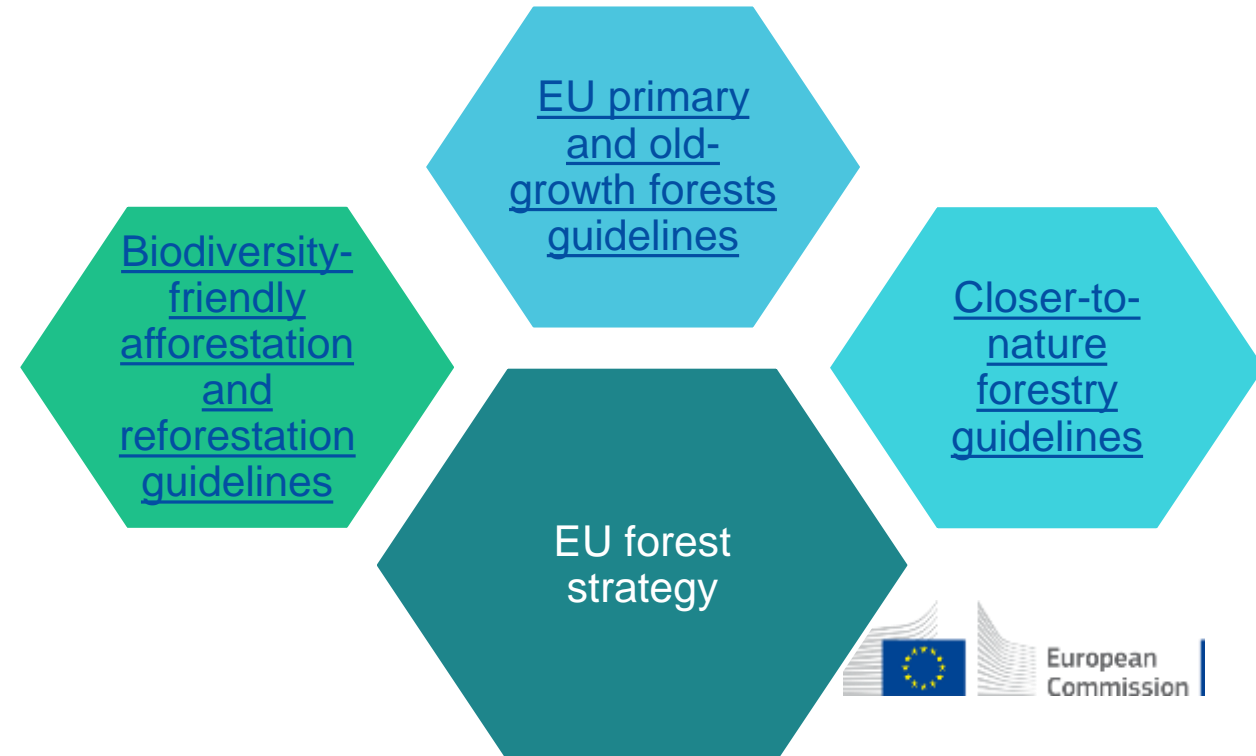 EU primary
and old-
growth forests
guidelines
Biodiversity-
friendly
afforestation
and
reforestation
guidelines
Closer-to-
nature
forestry
guidelines
EU forest
strategy
European
Commission